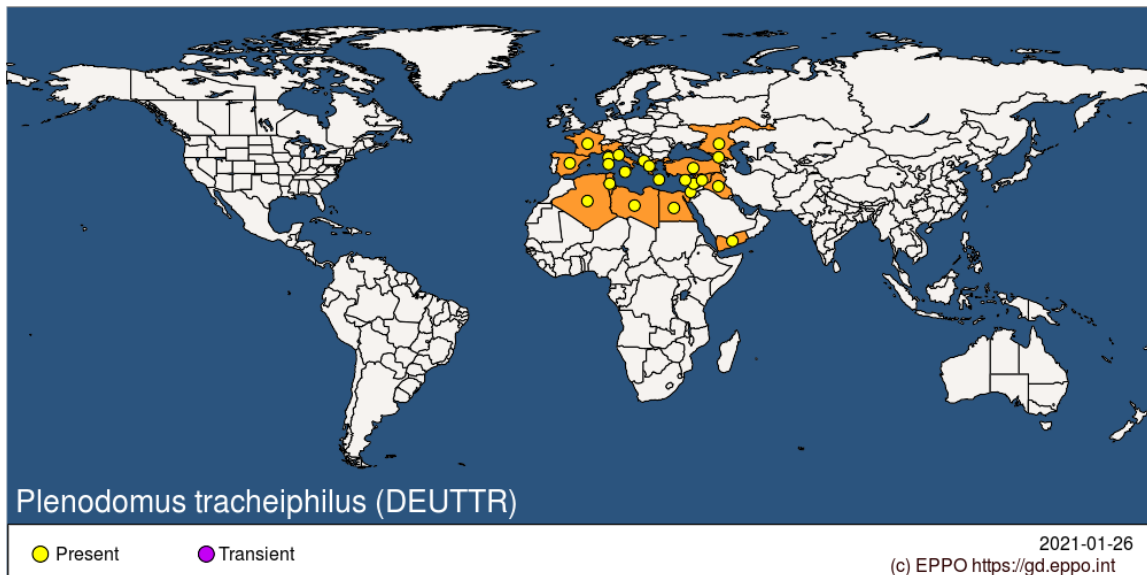 Plenodomus tracheiphilus (DEUTTR)
Present
Transient
2021-01-26
(c) EPPO https://gd.eppo.int